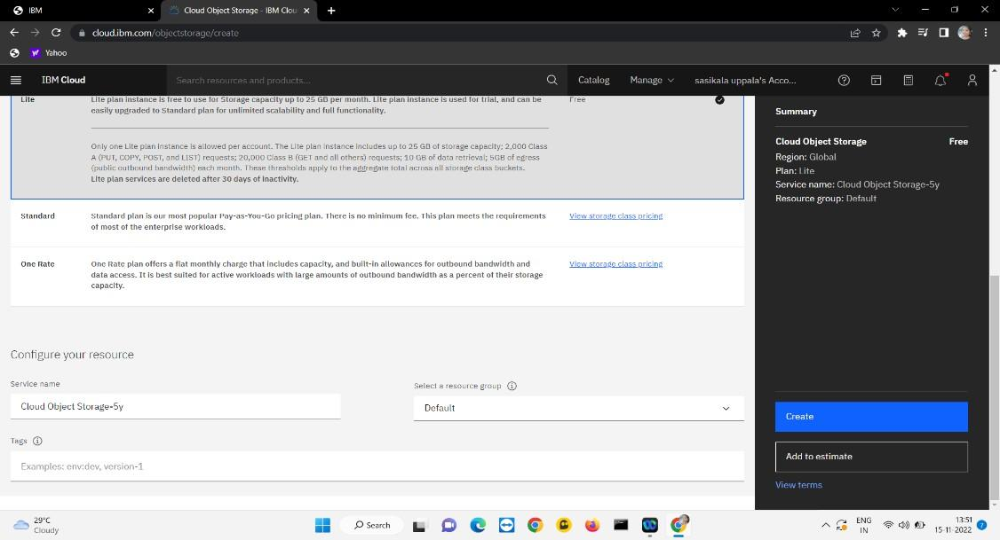 IBM
Cloud Object Storage - IBM Clou
cloud.ibm.com/objectstorage/create
Yahoo
IBM Cloud
Search resources and products...
Catalog
Manage
sasikala uppala's Acco...
Lite
Lite plan instance is free to use for Storage capacity up to 25 GB per month. Lite plan instance is used for trial, and can be
easily upgraded to Standard plan for unlimited scalability and full functionality.
Free
Only one Lite plan instance is allowed per account. The Lite plan instance includes up to 25 GB of storage capacity; 2,000 Class
A (PUT, COPY, POST, and LIST) requests; 20,000 Class B (GET and all others) requests; 10 GB of data retrieval; 5GB of egress
(public outbound bandwidth) each month. These thresholds apply to the aggregate total across all storage class buckets.
Lite plan services are deleted after 30 days of inactivity.
Standard
Standard plan is our most popular Pay-as-You-Go pricing plan. There is no minimum fee. This plan meets the requirements
of most of the enterprise workloads.
View storage class pricing
One Rate
One Rate plan offers a flat monthly charge that includes capacity, and built-in allowances for outbound bandwidth and
data access. It is best suited for active workloads with large amounts of outbound bandwidth as a percent of their storage
capacity.
View storage class pricing
Configure your resource
Service name
Cloud Object Storage-5y
Select a resource group
Default
Tags
Examples: env:dev, version-1
Summary
Cloud Object Storage
Free
Region: Global
Plan: Lite
Service name: Cloud Object Storage-5y
Resource group: Default
Create
Add to estimate
View terms
29°C
Cloudy
Search
ENG
IN
13:51
15-11-2022
7